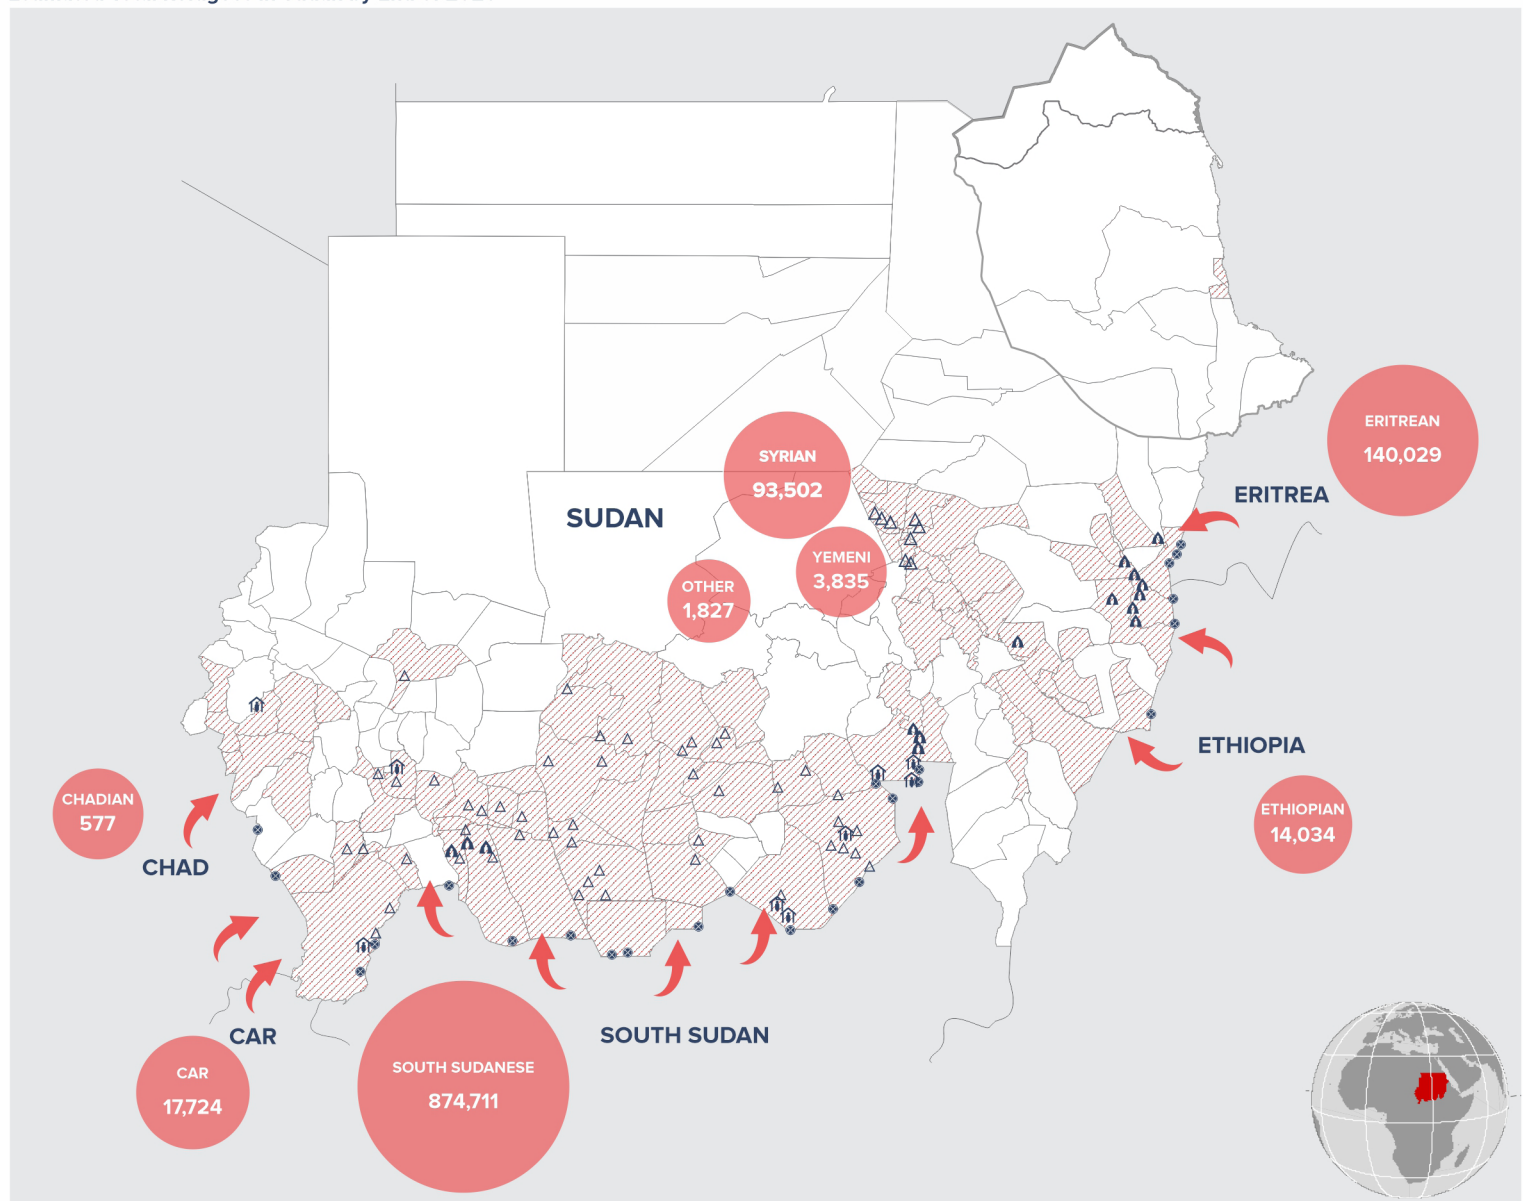 ERITREAN
140,029
ERITREA
SYRIAN
93,502
SUDAN
YEMENI
3,835
OTHER
1,827
ETHIOPIA
ETHIOPIAN
14,034
CHADIAN
577
CHAD
CAR
CAR
17,724
SOUTH SUDAN
SOUTH SUDANESE
874,711